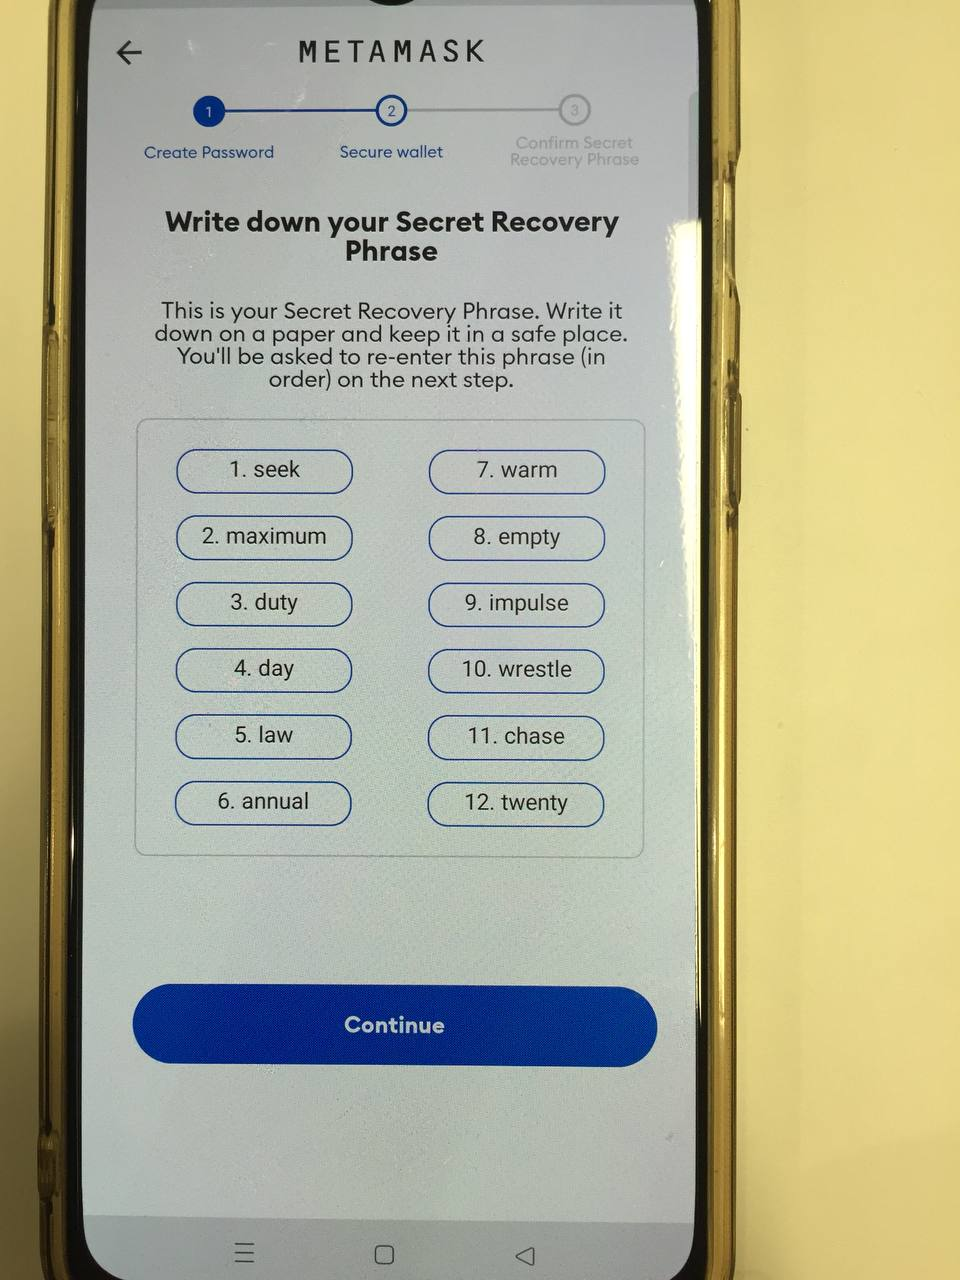 METAMASK
1
2
3
Create Password
Secure wallet
Confirm Secret
Recovery Phrase
Write down your Secret Recovery
Phrase
This is your Secret Recovery Phrase. Write it
down on a paper and keep it in a safe place.
You'll be asked to re-enter this phrase (in
order) on the next step.
1. seek
2. maximum
3. duty
4. day
5. law
6. annual
7. warm
8. empty
9. impulse
10. wrestle
11. chase
12. twenty
Continue